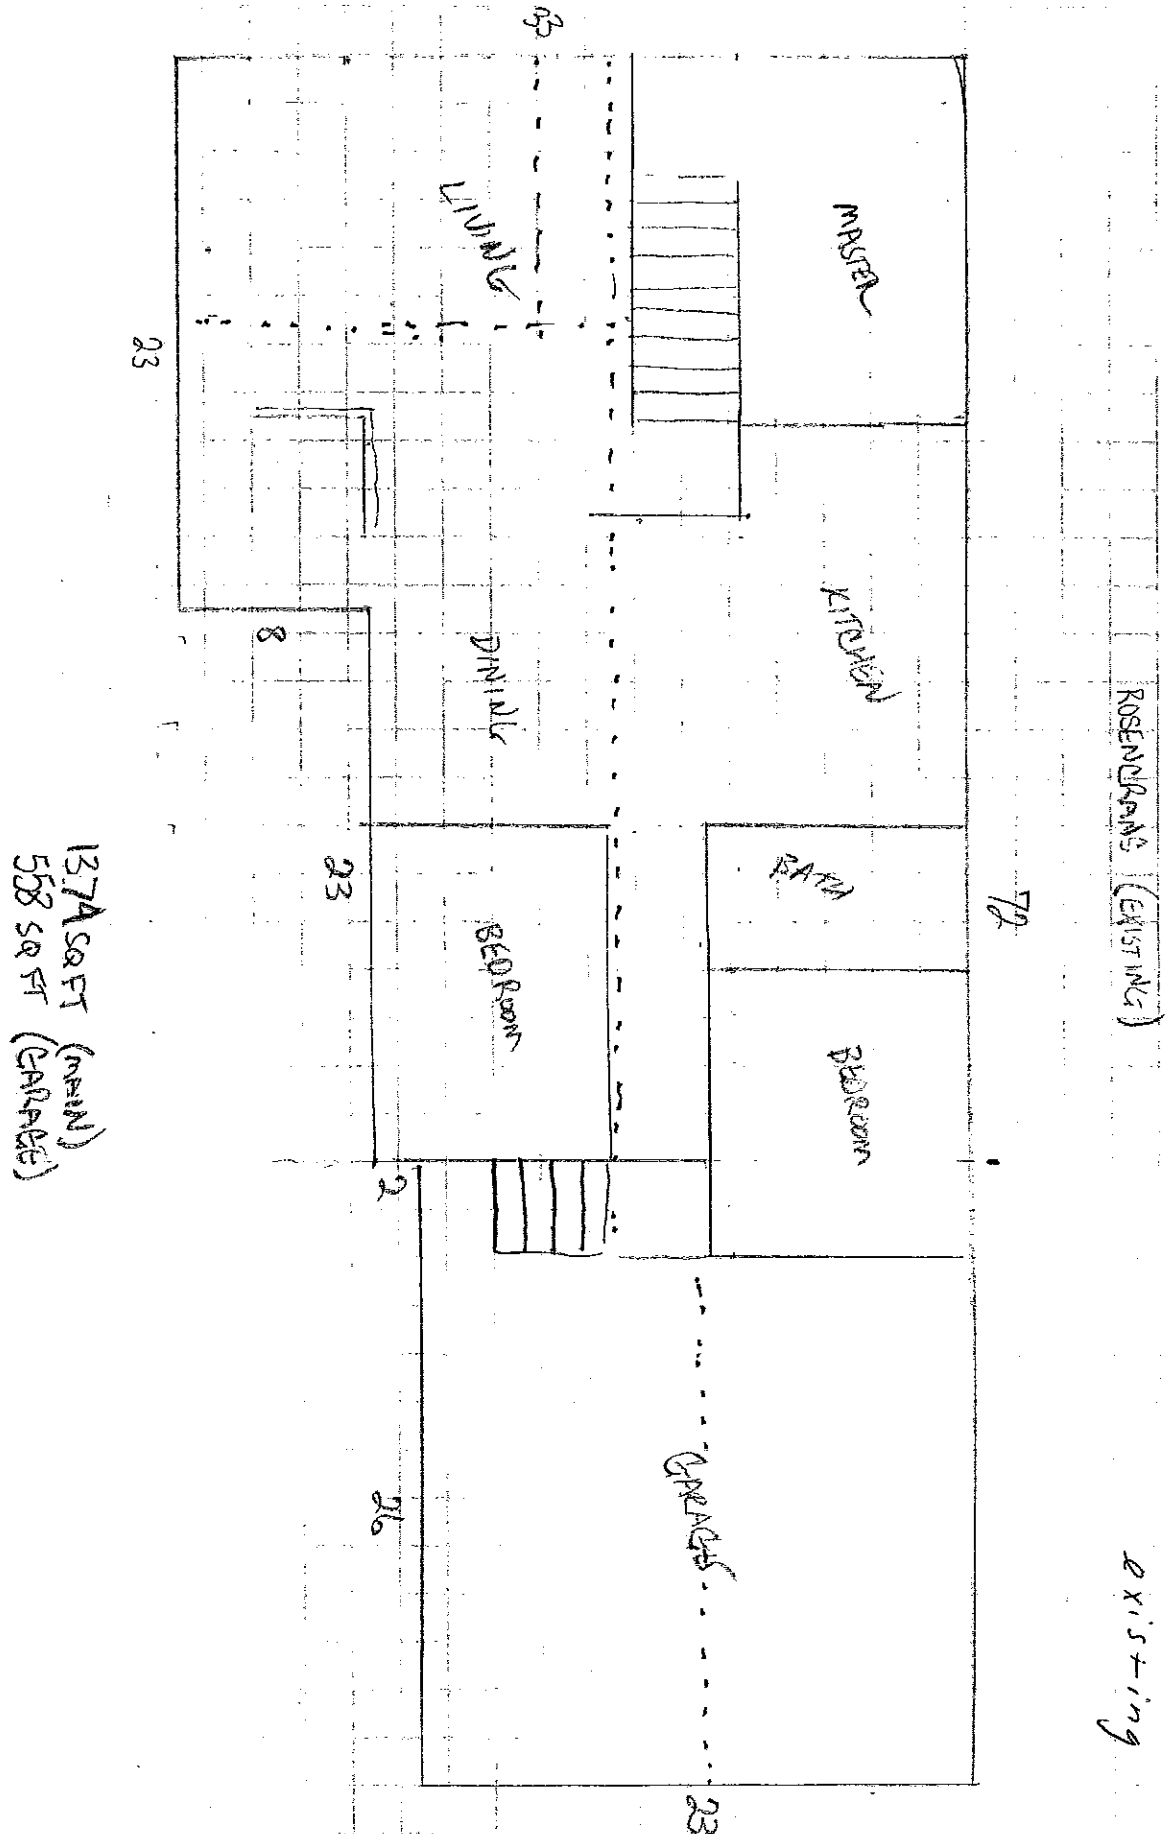 ROSENCRANS (EXISTING)
existing
72
MASTER
KITCHEN
BATH
BEDROOM
LIVING
DINING
BEDROOM
GARAGE
33
23
8
23
2
26
23
1374 SQ FT (MAIN)
558 SQ FT (GARAGE)